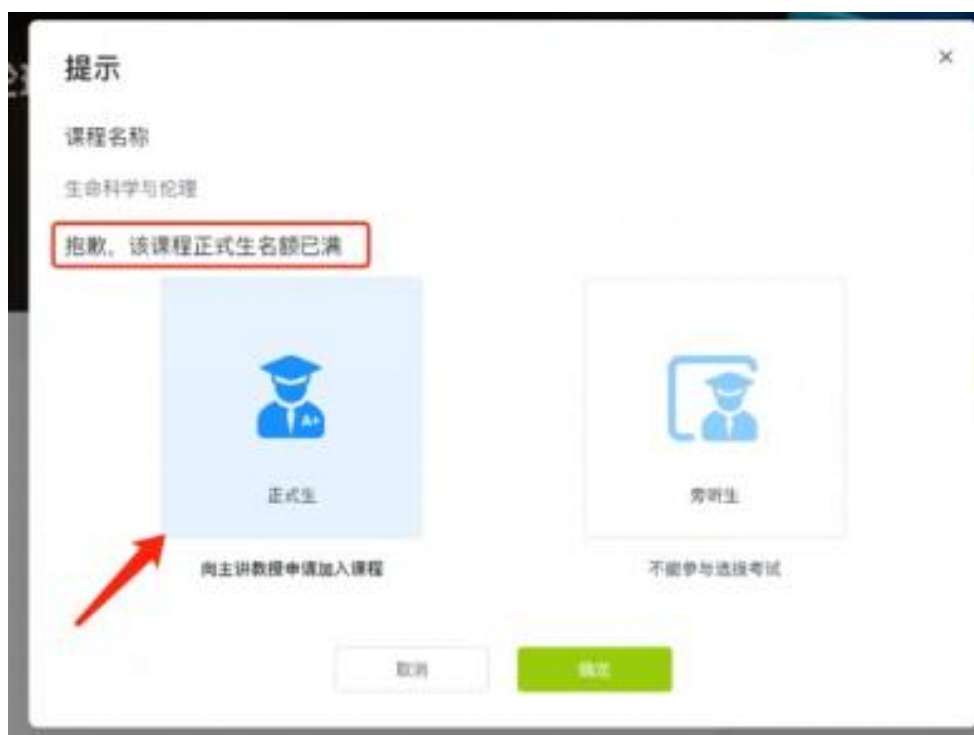 提示
×
课程名称
生命科学与伦理
抱歉，该课程正式生名额已满
A+
正式生
旁听生
向主讲教授申请加入课程
不能参与选拔考试
取消
确定